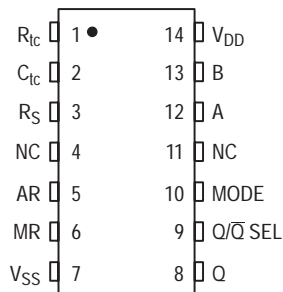 Rtc 1 14 VDD
Ctc 2 13 B
RS 3 12 A
NC 4 11 NC
AR 5 10 MODE
MR 6 9 Q/Q̅ SEL
VSS 7 8 Q